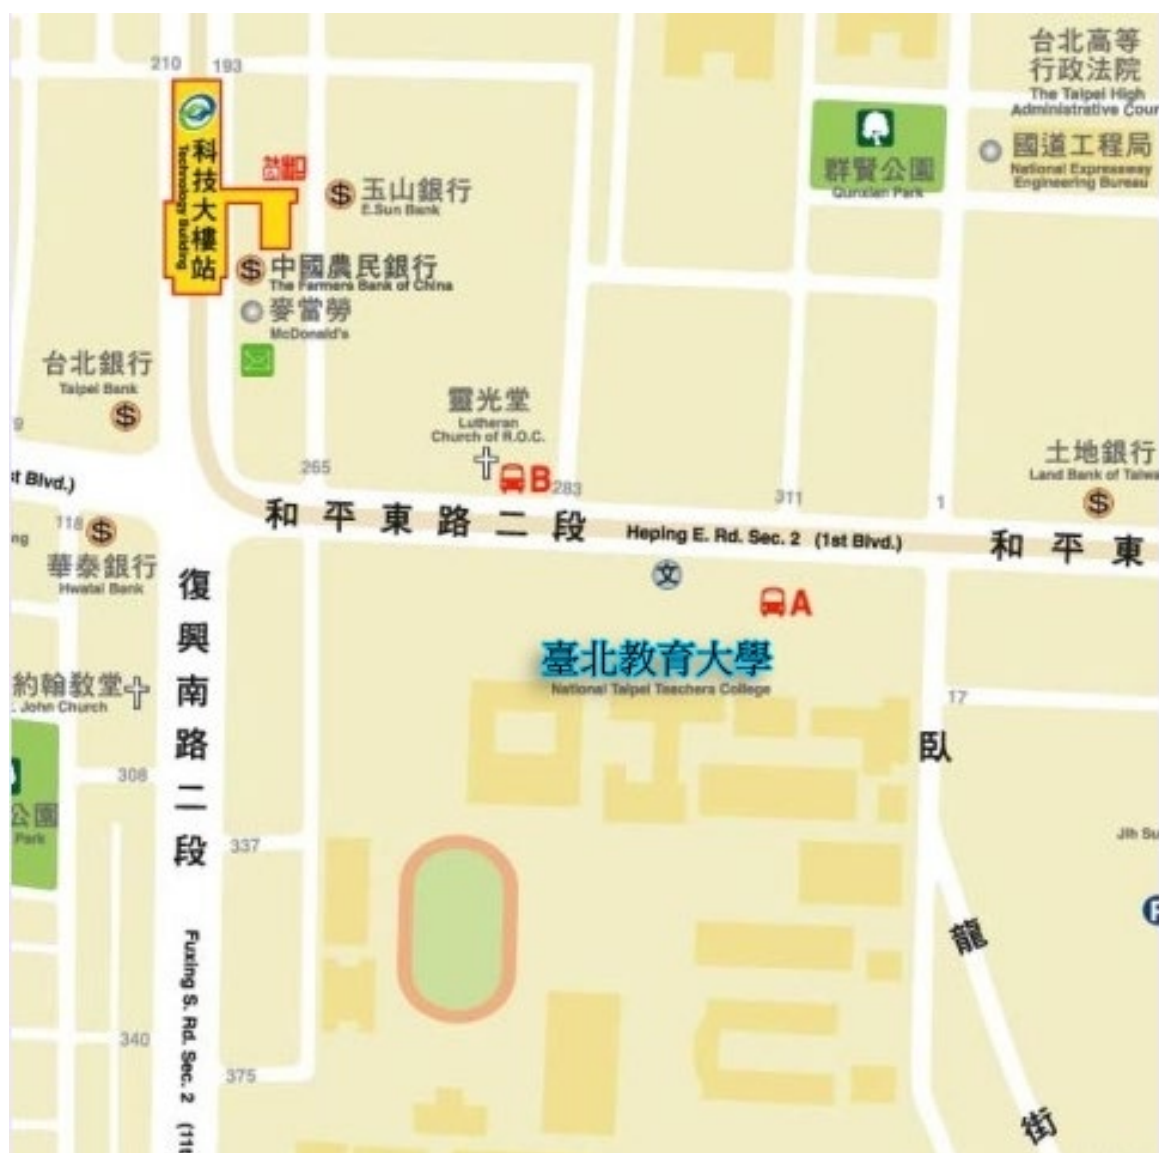 210
193
科技大樓站
Technology Building
玉山銀行
E.Sun Bank
中國農民銀行
The Farmers Bank of China
麥當勞
McDonald's
台北高等
行政法院
The Taipei High
Administrative Cour
國道工程局
National Expressway
Engineering Bureau
群賢公園
Qunxian Park
台北銀行
Taipei Bank
靈光堂
Lutheran
Church of R.O.C.
B
283
265
311
1
土地銀行
Land Bank of Taiwa
9
st Blvd.)
118
ng
華泰銀行
Hwatai Bank
和平東路二段
Heping E. Rd. Sec. 2 (1st Blvd.)
和平東
文
A
臺北教育大學
National Taipei Teachers College
復興南路二段
Fuxing S. Rd. Sec. 2 (11t
約翰教堂
. John Church
公園
Park
308
337
340
375
17
臥龍街
Jih Su
P